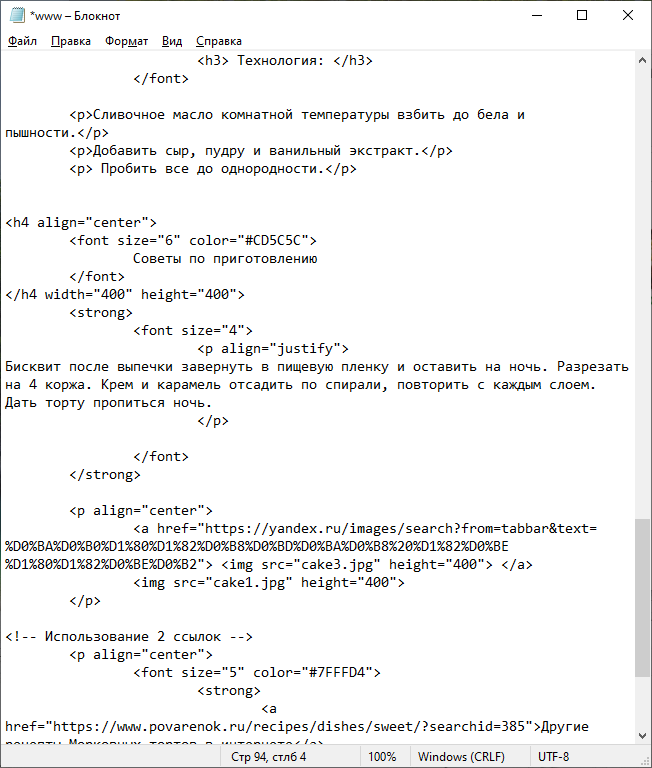 *www – Блокнот
Файл Правка Формат Вид Справка
<h3> Технология: </h3>
</font>
<p>Сливочное масло комнатной температуры взбить до бела и
пышности.</p>
<p>Добавить сыр, пудру и ванильный экстракт.</p>
<p> Пробить все до однородности.</p>
<h4 align="center">
<font size="6" color="#CD5C5C">
Советы по приготовлению
</font>
</h4 width="400" height="400">
<strong>
<font size="4">
<p align="justify">
Бисквит после выпечки завернуть в пищевую пленку и оставить на ночь. Разрезать
на 4 коржа. Крем и карамель отсадить по спирали, повторить с каждым слоем.
Дать торту пропиться ночь.
</p>
</font>
</strong>
<p align="center">
<a href="https://yandex.ru/images/search?from=tabbar&text=
%D0%BA%D0%B0%D1%80%D1%82%D0%B8%D0%BD%D0%BA%D0%B8%20%D1%82%D0%BE
%D1%80%D1%82%D0%BE%D0%B2"> <img src="cake3.jpg" height="400"> </a>
<img src="cake1.jpg" height="400">
</p>
<!-- Использование 2 ссылок -->
<p align="center">
<font size="5" color="#7FFFD4">
<strong>
<a
href="https://www.povarenok.ru/recipes/dishes/sweet/?searchid=385">Другие
рецепты Морковных тортов в интернете</a>
Стр 94, стлб 4 100% Windows (CRLF) UTF-8